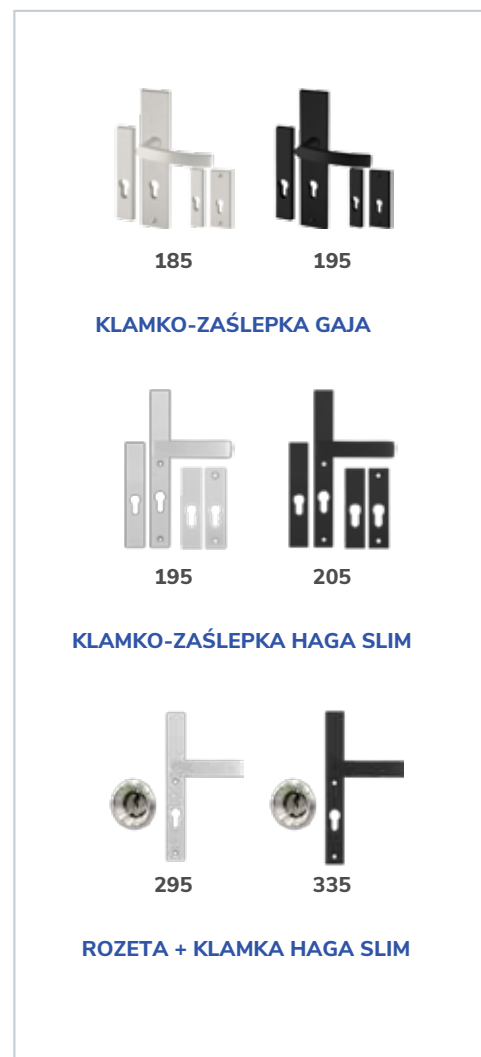 185 195
KLAMKO-ZAŚLEPKA GAJA
195 205
KLAMKO-ZAŚLEPKA HAGA SLIM
295 335
ROZETA + KLAMKA HAGA SLIM